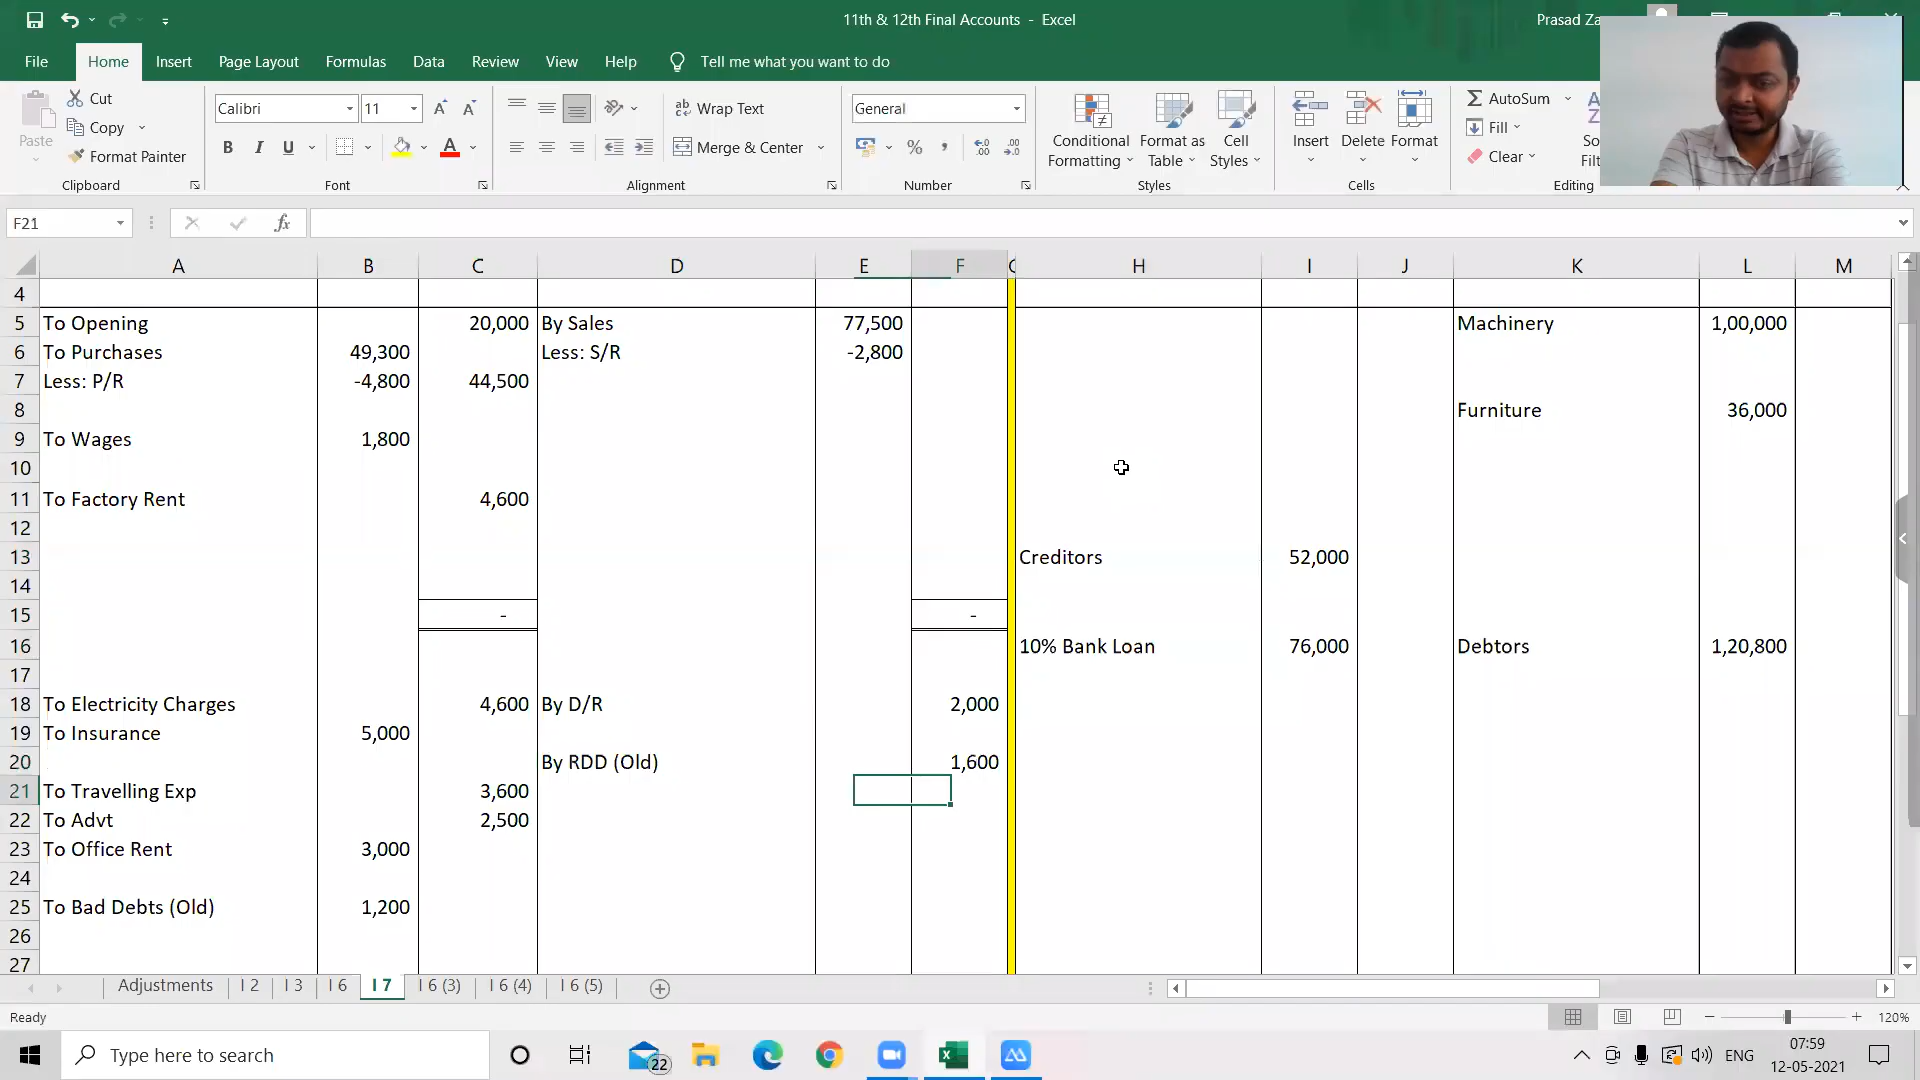 11th & 12th Final Accounts - Excel
Prasad Za
File Home Insert Page Layout Formulas Data Review View Help Tell me what you want to do
Paste
Cut
Copy
Format Painter
Clipboard
Calibri 11
B I U
Font
Wrap Text
Merge & Center
Alignment
General
Number
Conditional Formatting
Format as Table
Cell Styles
Styles
Insert Delete Format
Cells
AutoSum
Fill
Clear
So
Filt
Editing
F21 fx
A B C D E F G H I J K L M
4
5 To Opening 20,000 By Sales 77,500 Machinery 1,00,000
6 To Purchases 49,300 Less: S/R -2,800
7 Less: P/R -4,800 44,500
8 Furniture 36,000
9 To Wages 1,800
10
11 To Factory Rent 4,600
12
13 Creditors 52,000
14
15 - -
16 10% Bank Loan 76,000 Debtors 1,20,800
17
18 To Electricity Charges 4,600 By D/R 2,000
19 To Insurance 5,000
20 By RDD (Old) 1,600
21 To Travelling Exp 3,600
22 To Advt 2,500
23 To Office Rent 3,000
24
25 To Bad Debts (Old) 1,200
26
27
Adjustments I 2 I 3 I 6 I 7 I 6 (3) I 6 (4) I 6 (5)
Ready 120%
Type here to search 22 ENG 07:59
12-05-2021